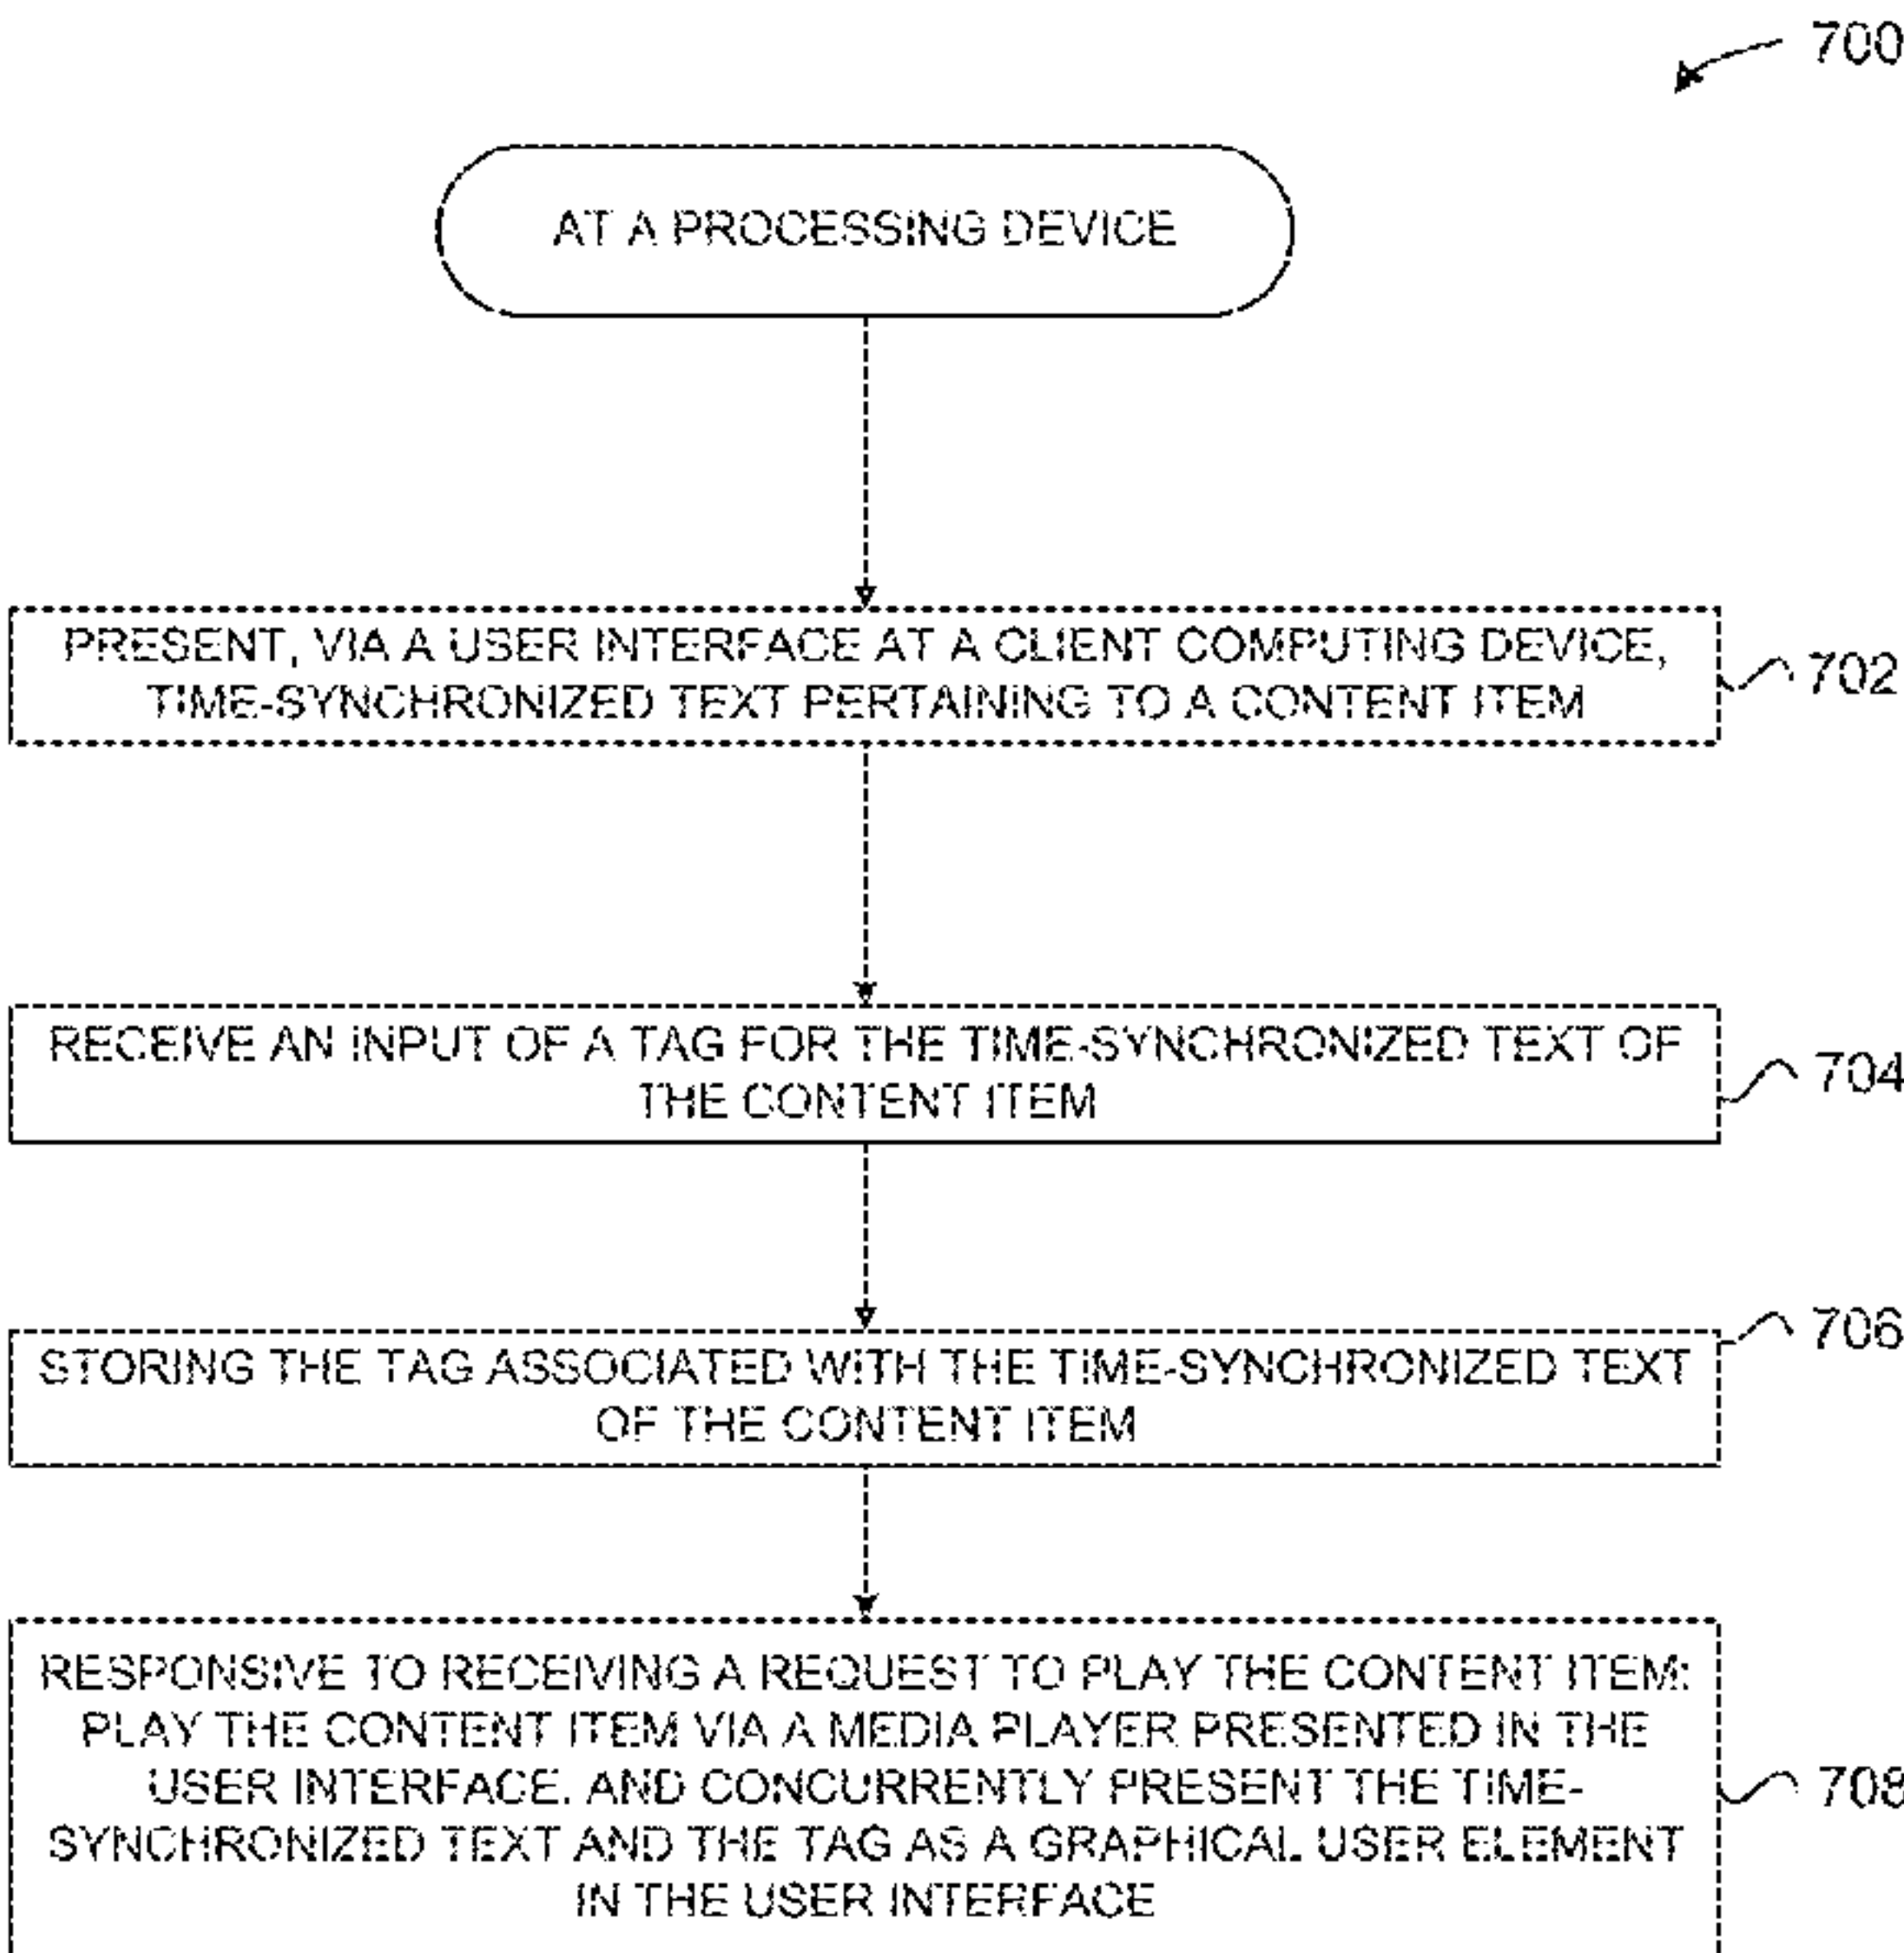 700
AT A PROCESSING DEVICE
PRESENT, VIA A USER INTERFACE AT A CLIENT COMPUTING DEVICE,
TIME-SYNCHRONIZED TEXT PERTAINING TO A CONTENT ITEM
702
RECEIVE AN INPUT OF A TAG FOR THE TIME-SYNCHRONIZED TEXT OF
THE CONTENT ITEM
704
STORING THE TAG ASSOCIATED WITH THE TIME-SYNCHRONIZED TEXT
OF THE CONTENT ITEM
706
RESPONSIVE TO RECEIVING A REQUEST TO PLAY THE CONTENT ITEM:
PLAY THE CONTENT ITEM VIA A MEDIA PLAYER PRESENTED IN THE
USER INTERFACE, AND CONCURRENTLY PRESENT THE TIME-
SYNCHRONIZED TEXT AND THE TAG AS A GRAPHICAL USER ELEMENT
IN THE USER INTERFACE
708